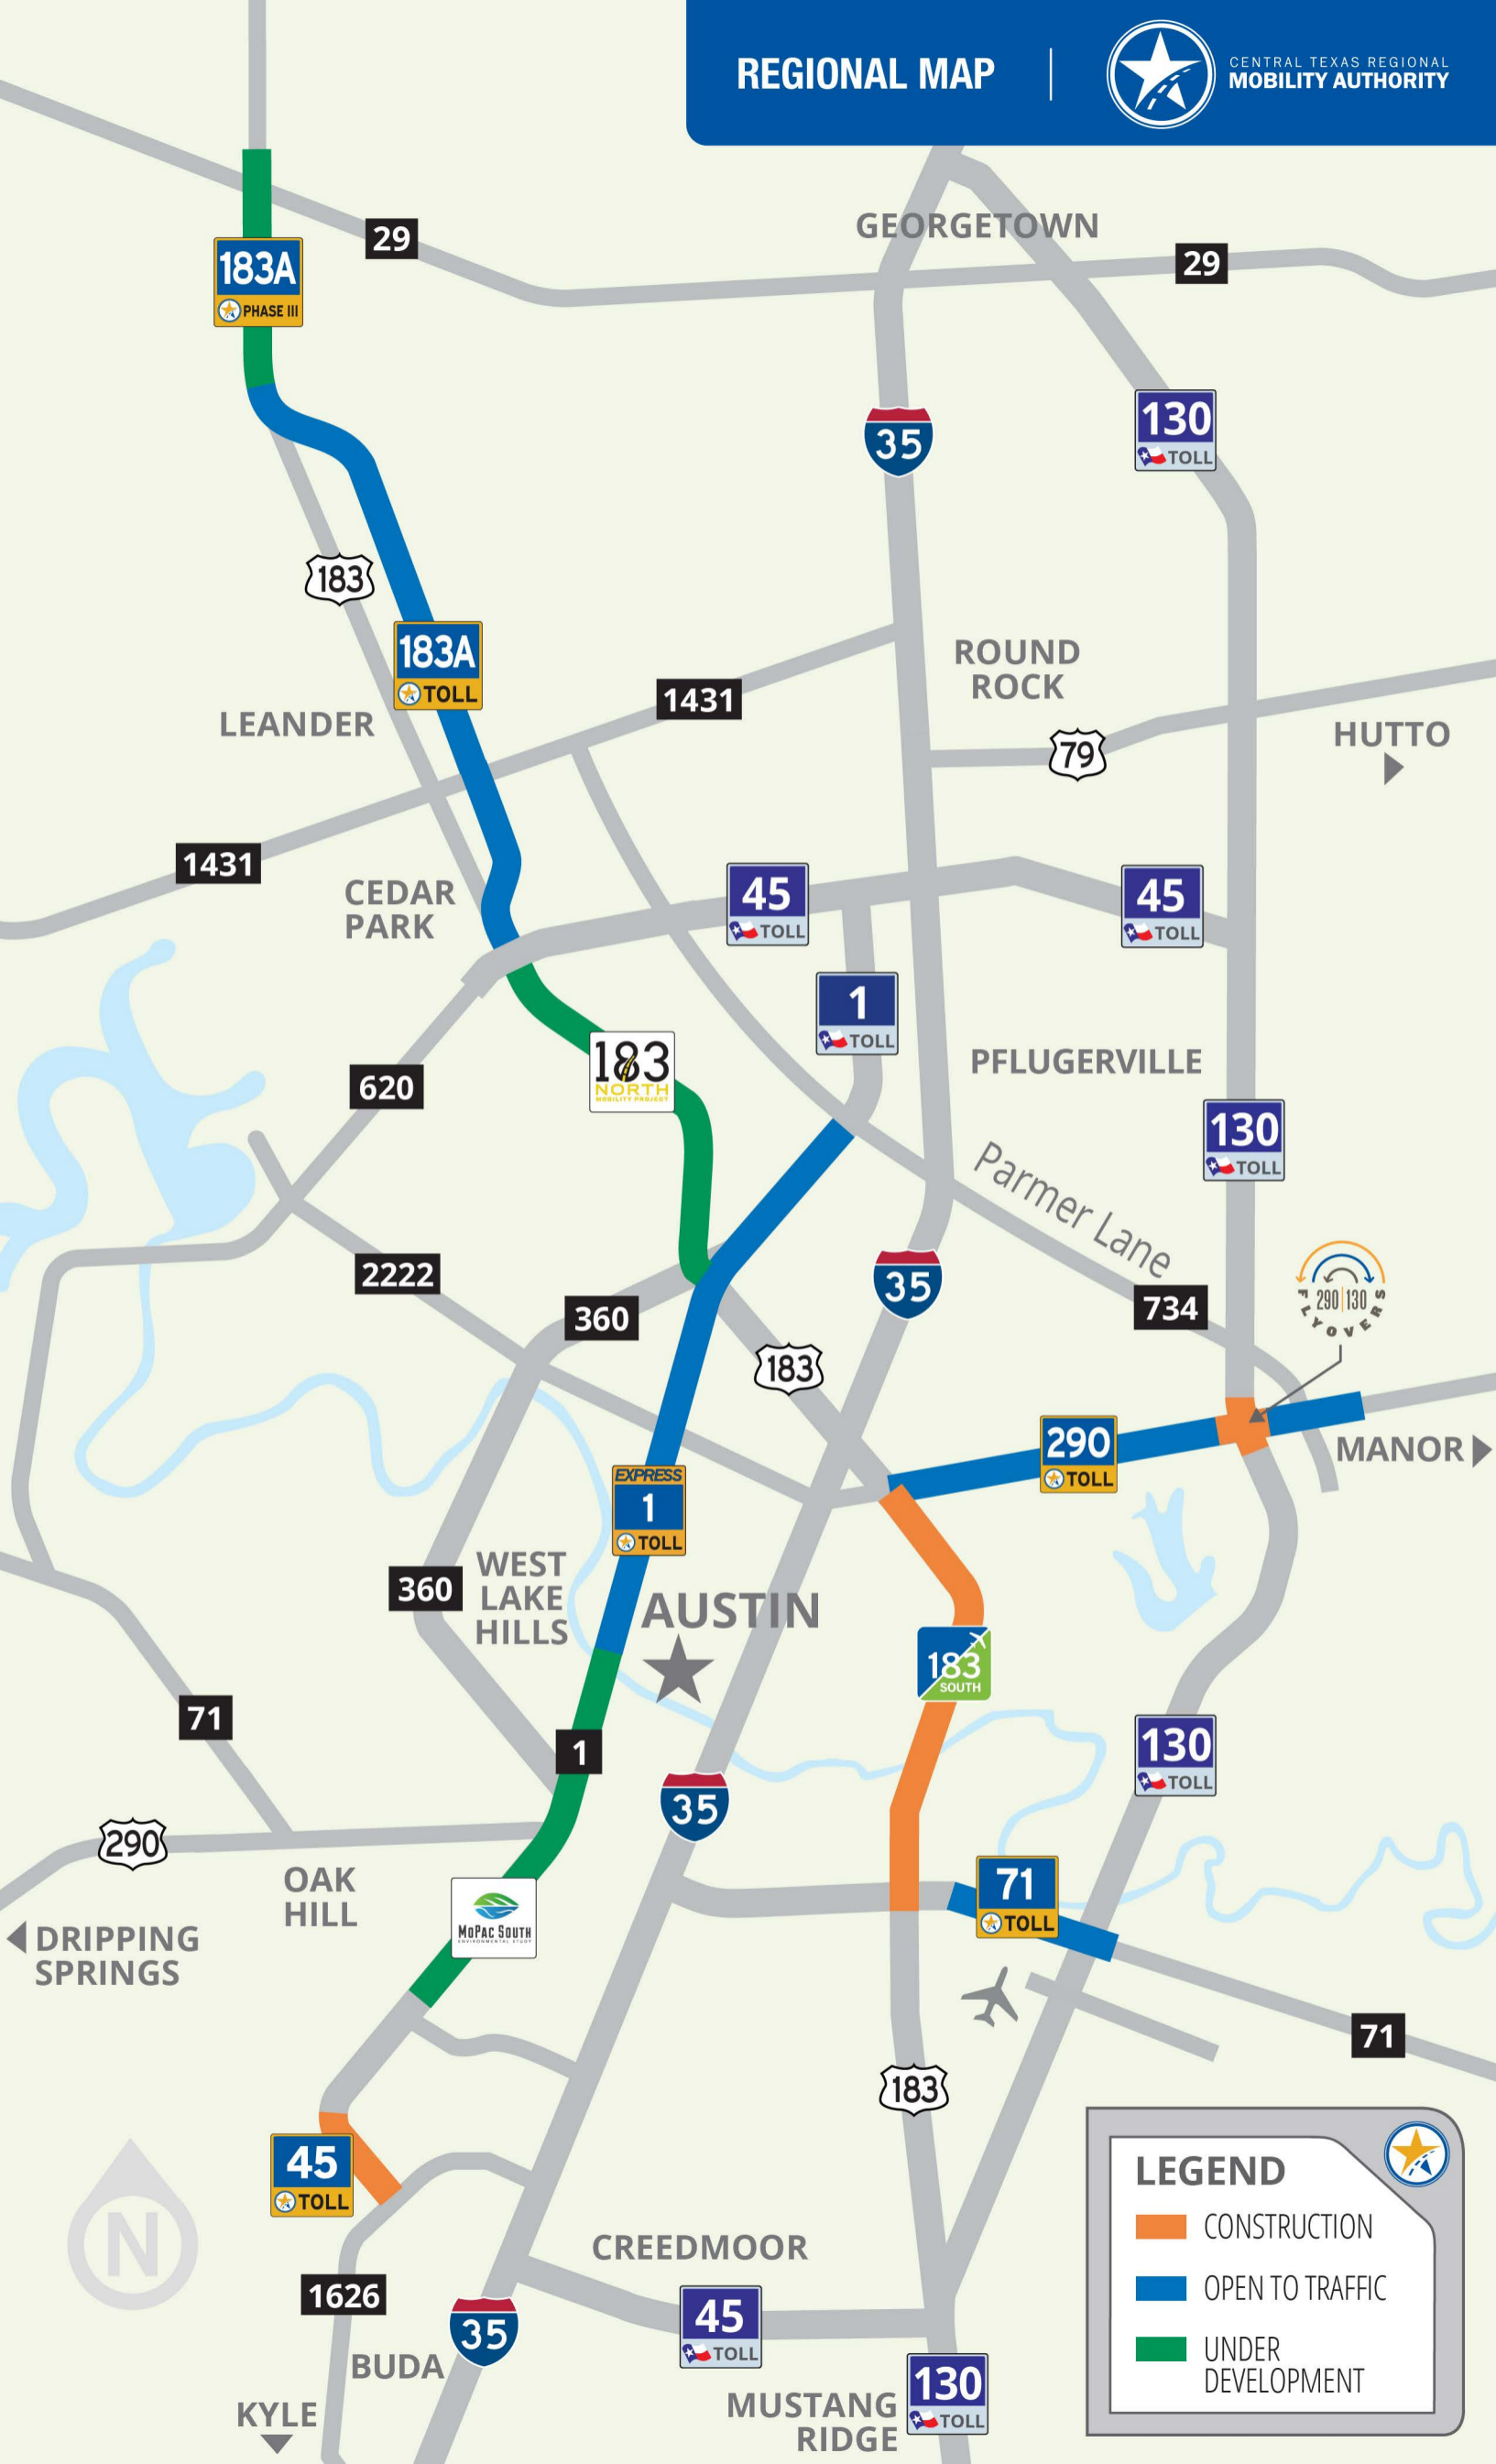 REGIONAL MAP
CENTRAL TEXAS REGIONAL
MOBILITY AUTHORITY
GEORGETOWN
29
29
183A
PHASE III
130
TOLL
35
183
183A
TOLL
ROUND
ROCK
1431
LEANDER
HUTTO
79
1431
CEDAR
PARK
45
TOLL
45
TOLL
1
TOLL
183
NORTH
MOBILITY PROJECT
PFLUGERVILLE
620
130
TOLL
Parmer Lane
2222
35
360
734
290|130
FLYOVERS
183
290
TOLL
MANOR
EXPRESS
1
TOLL
WEST
LAKE
HILLS
360
AUSTIN
183
SOUTH
71
1
130
TOLL
35
290
OAK
HILL
71
TOLL
MoPac South
ENVIRONMENTAL STUDY
DRIPPING
SPRINGS
71
183
45
TOLL
N
CREEDMOOR
1626
35
45
TOLL
BUDA
KYLE
MUSTANG
RIDGE
130
TOLL
LEGEND
CONSTRUCTION
OPEN TO TRAFFIC
UNDER
DEVELOPMENT